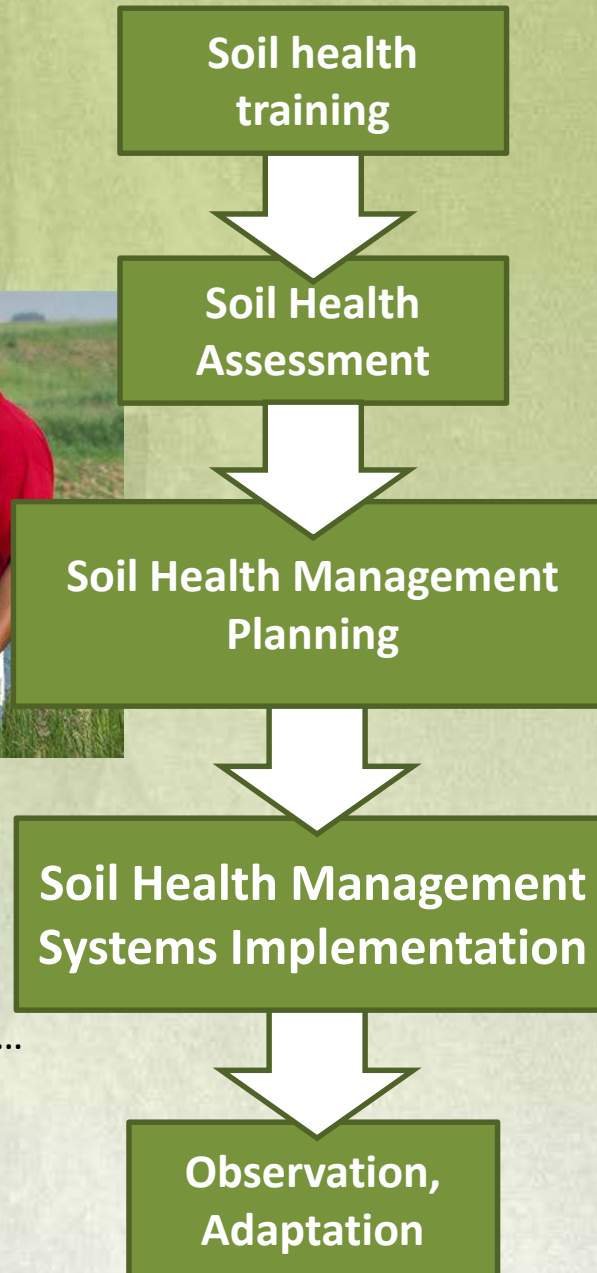 Soil health
training
Soil Health
Assessment
Soil Health Management
Planning
Soil Health Management
Systems Implementation
...
Observation,
Adaptation